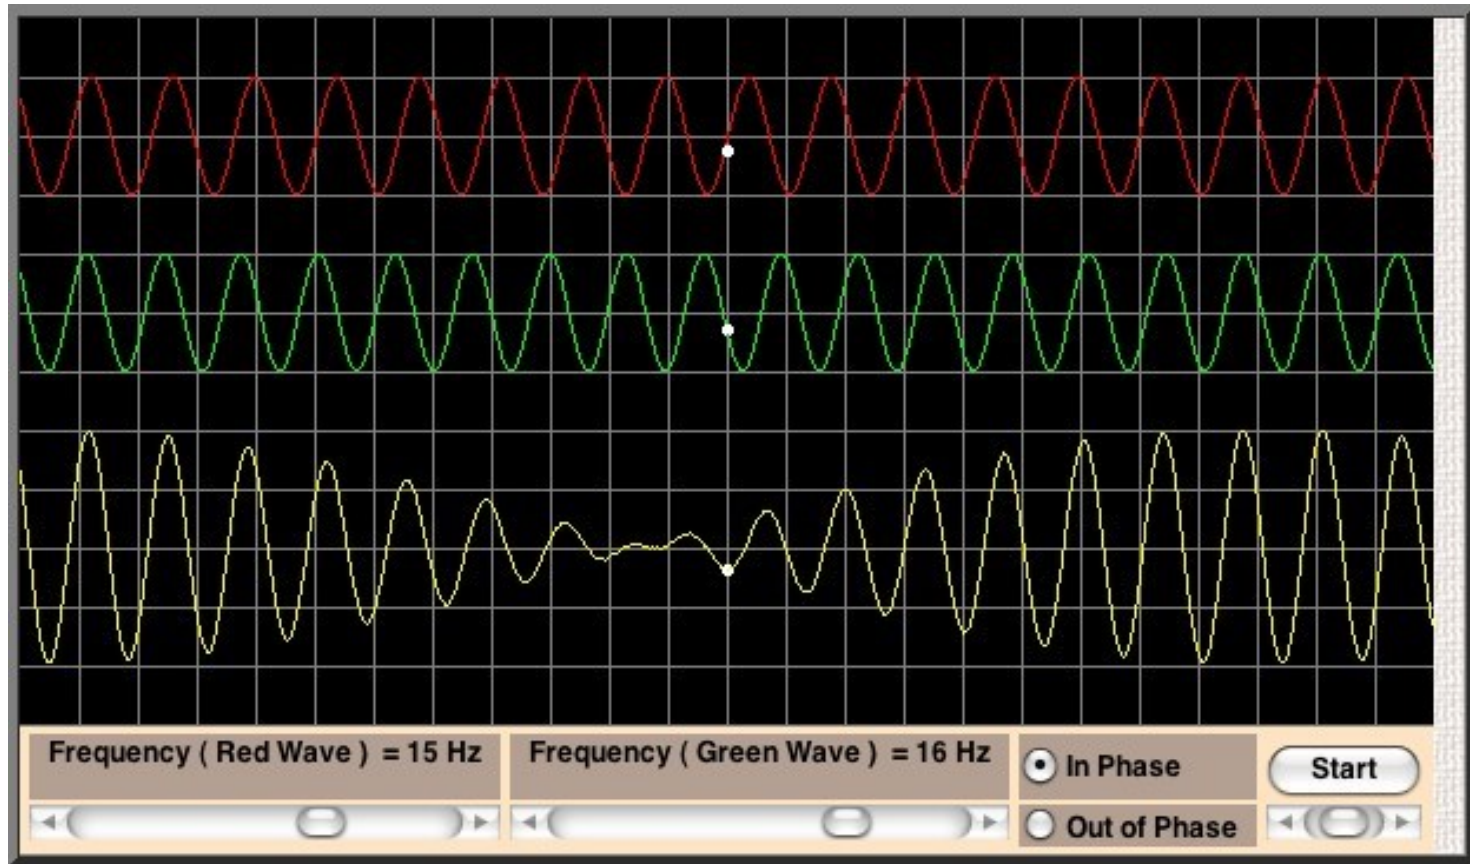 Frequency ( Red Wave ) = 15 Hz
Frequency ( Green Wave ) = 16 Hz
In Phase
Out of Phase
Start